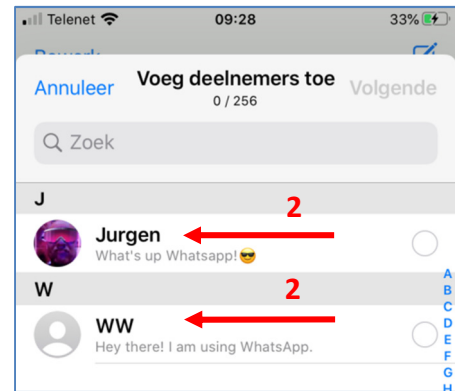 Telenet 09:28 33%
Bewerk
Annuleer Voeg deelnemers toe Volgende
0 / 256
Zoek
J
2
Jurgen
What's up Whatsapp!😎
W
2
WW
Hey there! I am using WhatsApp.
A
B
C
D
E
F
G
H